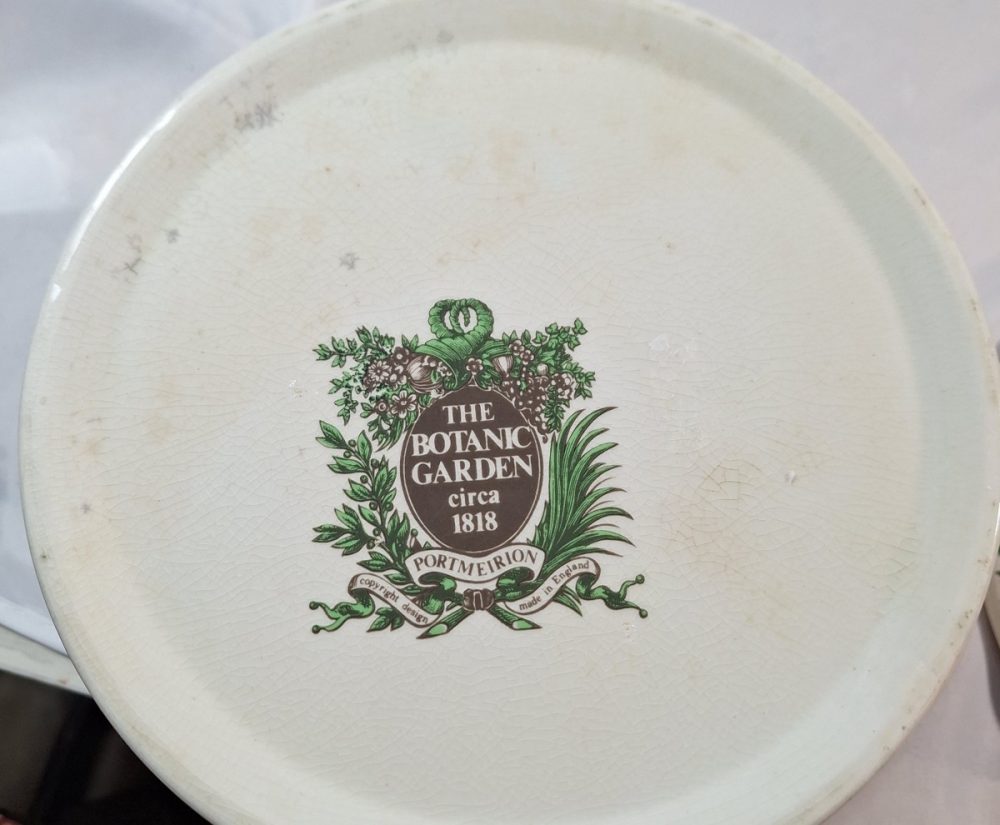 THE
BOTANIC
GARDEN
circa
1818
PORTMEIRION
copyright design
made in England